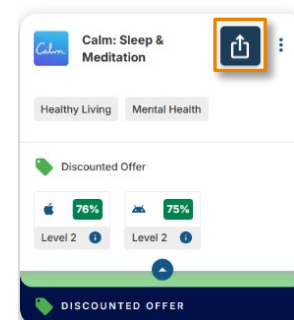 Calm
Calm: Sleep &
Meditation
Healthy Living Mental Health
Discounted Offer
76% 75%
Level 2 Level 2
DISCOUNTED OFFER